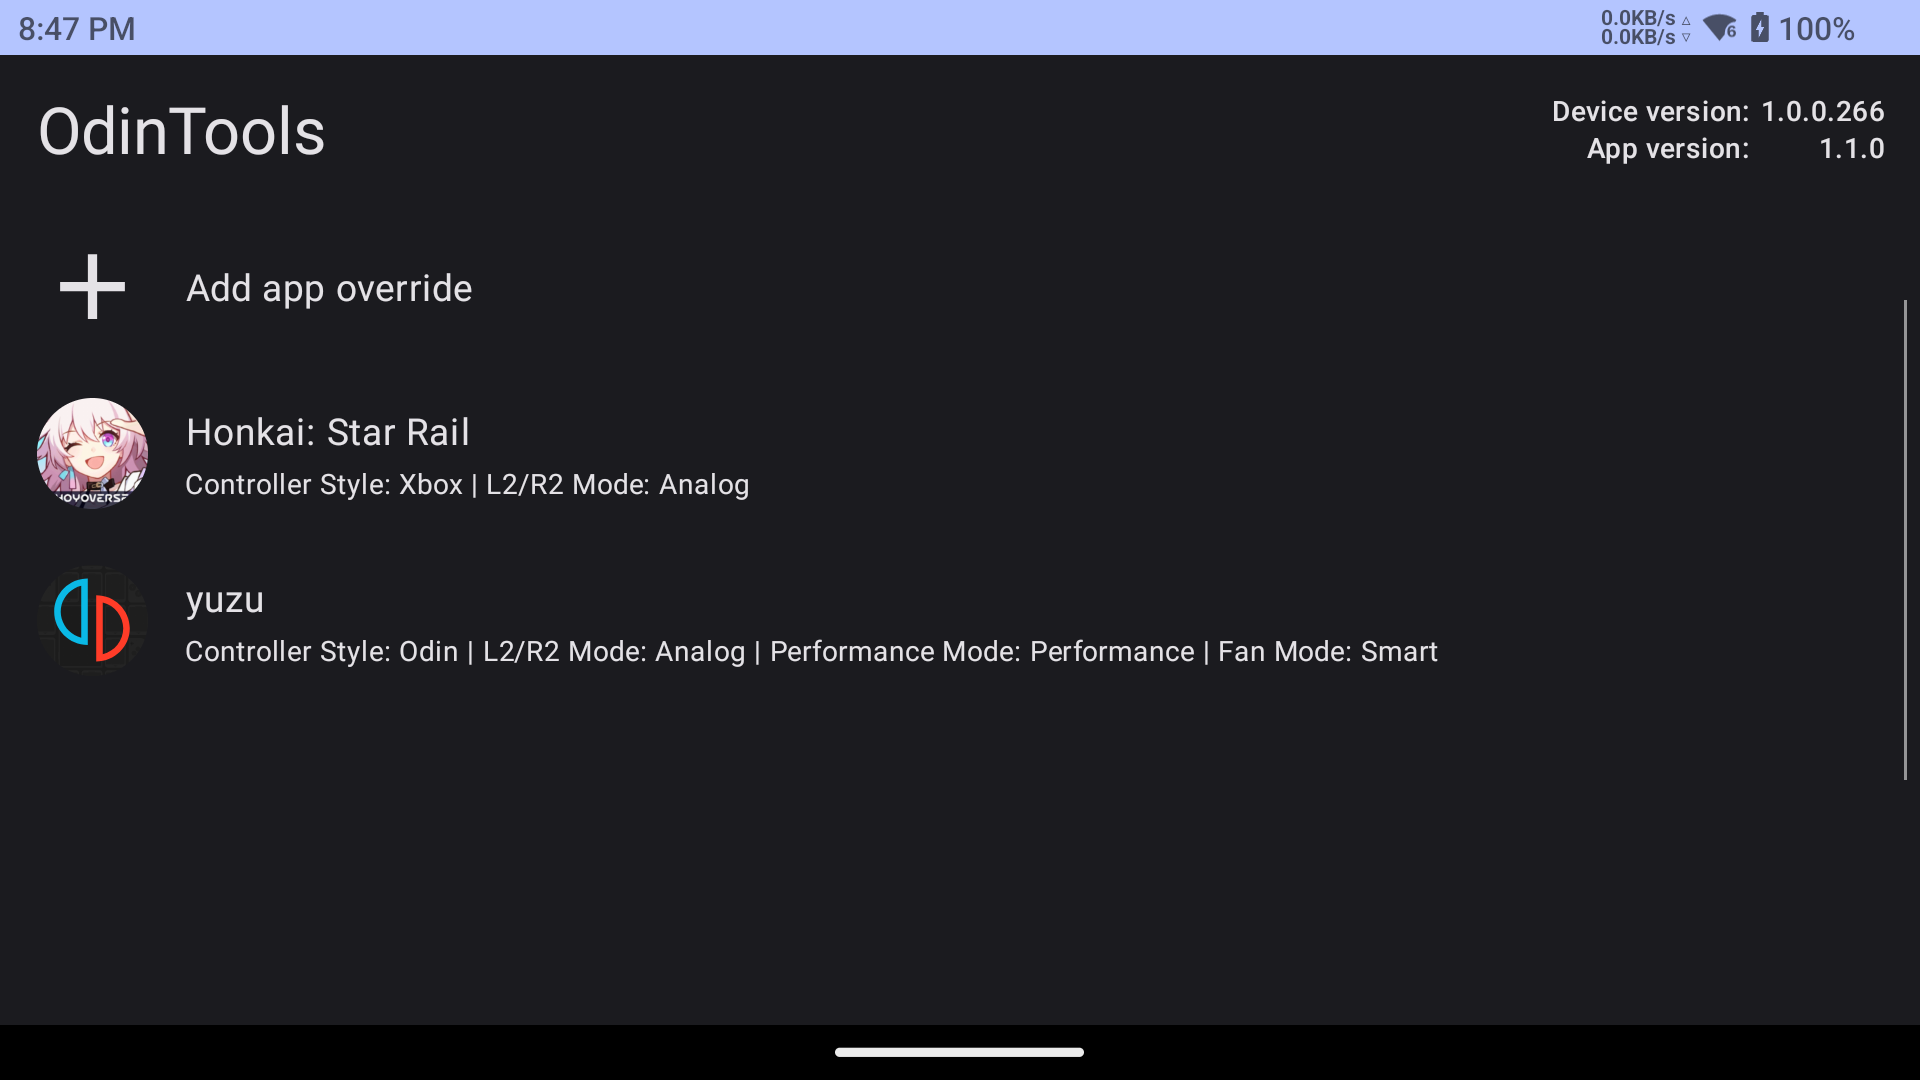 8:47 PM
0.0KB/s
0.0KB/s
6
100%
OdinTools
Device version: 1.0.0.266
App version: 1.1.0
Add app override
Honkai: Star Rail
Controller Style: Xbox | L2/R2 Mode: Analog
HOYOVERSE
yuzu
Controller Style: Odin | L2/R2 Mode: Analog | Performance Mode: Performance | Fan Mode: Smart